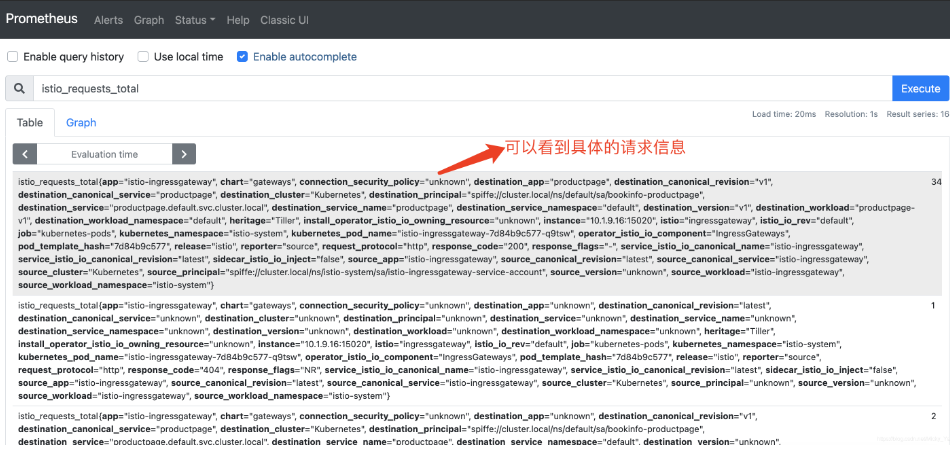 Prometheus Alerts Graph Status Help Classic UI
Enable query history Use local time Enable autocomplete
istio_requests_total Execute
Load time: 20ms Resolution: 1s Result series: 16
Table Graph
Evaluation time
可以看到具体的请求信息
istio_requests_total{app="istio-ingressgateway", chart="gateways", connection_security_policy="unknown", destination_app="productpage", destination_canonical_revision="v1", 34
destination_canonical_service="productpage", destination_cluster="Kubernetes", destination_principal="spiffe://cluster.local/ns/default/sa/bookinfo-productpage",
destination_service="productpage.default.svc.cluster.local", destination_service_name="productpage", destination_service_namespace="default", destination_version="v1", destination_workload="productpage-
v1", destination_workload_namespace="default", heritage="Tiller", install_operator_istio_io_owning_resource="unknown", instance="10.1.9.16:15020", istio="ingressgateway", istio_io_rev="default",
job="kubernetes-pods", kubernetes_namespace="istio-system", kubernetes_pod_name="istio-ingressgateway-7d84b9c577-q9tsw", operator_istio_io_component="IngressGateways",
pod_template_hash="7d84b9c577", release="istio", reporter="source", request_protocol="http", response_code="200", response_flags="-", service_istio_io_canonical_name="istio-ingressgateway",
service_istio_io_canonical_revision="latest", sidecar_istio_io_inject="false", source_app="istio-ingressgateway", source_canonical_revision="latest", source_canonical_service="istio-ingressgateway",
source_cluster="Kubernetes", source_principal="spiffe://cluster.local/ns/istio-system/sa/istio-ingressgateway-service-account", source_version="unknown", source_workload="istio-ingressgateway",
source_workload_namespace="istio-system"}
istio_requests_total{app="istio-ingressgateway", chart="gateways", connection_security_policy="unknown", destination_app="unknown", destination_canonical_revision="latest", 1
destination_canonical_service="unknown", destination_cluster="unknown", destination_principal="unknown", destination_service="unknown", destination_service_name="unknown",
destination_service_namespace="unknown", destination_version="unknown", destination_workload="unknown", destination_workload_namespace="unknown", heritage="Tiller",
install_operator_istio_io_owning_resource="unknown", instance="10.1.9.16:15020", istio="ingressgateway", istio_io_rev="default", job="kubernetes-pods", kubernetes_namespace="istio-system",
kubernetes_pod_name="istio-ingressgateway-7d84b9c577-q9tsw", operator_istio_io_component="IngressGateways", pod_template_hash="7d84b9c577", release="istio", reporter="source",
request_protocol="http", response_code="404", response_flags="NR", service_istio_io_canonical_name="istio-ingressgateway", service_istio_io_canonical_revision="latest", sidecar_istio_io_inject="false",
source_app="istio-ingressgateway", source_canonical_revision="latest", source_canonical_service="istio-ingressgateway", source_cluster="Kubernetes", source_principal="unknown", source_version="unknown",
source_workload="istio-ingressgateway", source_workload_namespace="istio-system"}
istio_requests_total{app="istio-ingressgateway", chart="gateways", connection_security_policy="unknown", destination_app="unknown", destination_canonical_revision="v1", 2
destination_canonical_service="productpage", destination_cluster="Kubernetes", destination_principal="spiffe://cluster.local/ns/default/sa/bookinfo-productpage",
destination_service="productpage.default.svc.cluster.local", destination_service_name="productpage", destination_service_namespace="default", destination_version="unknown",